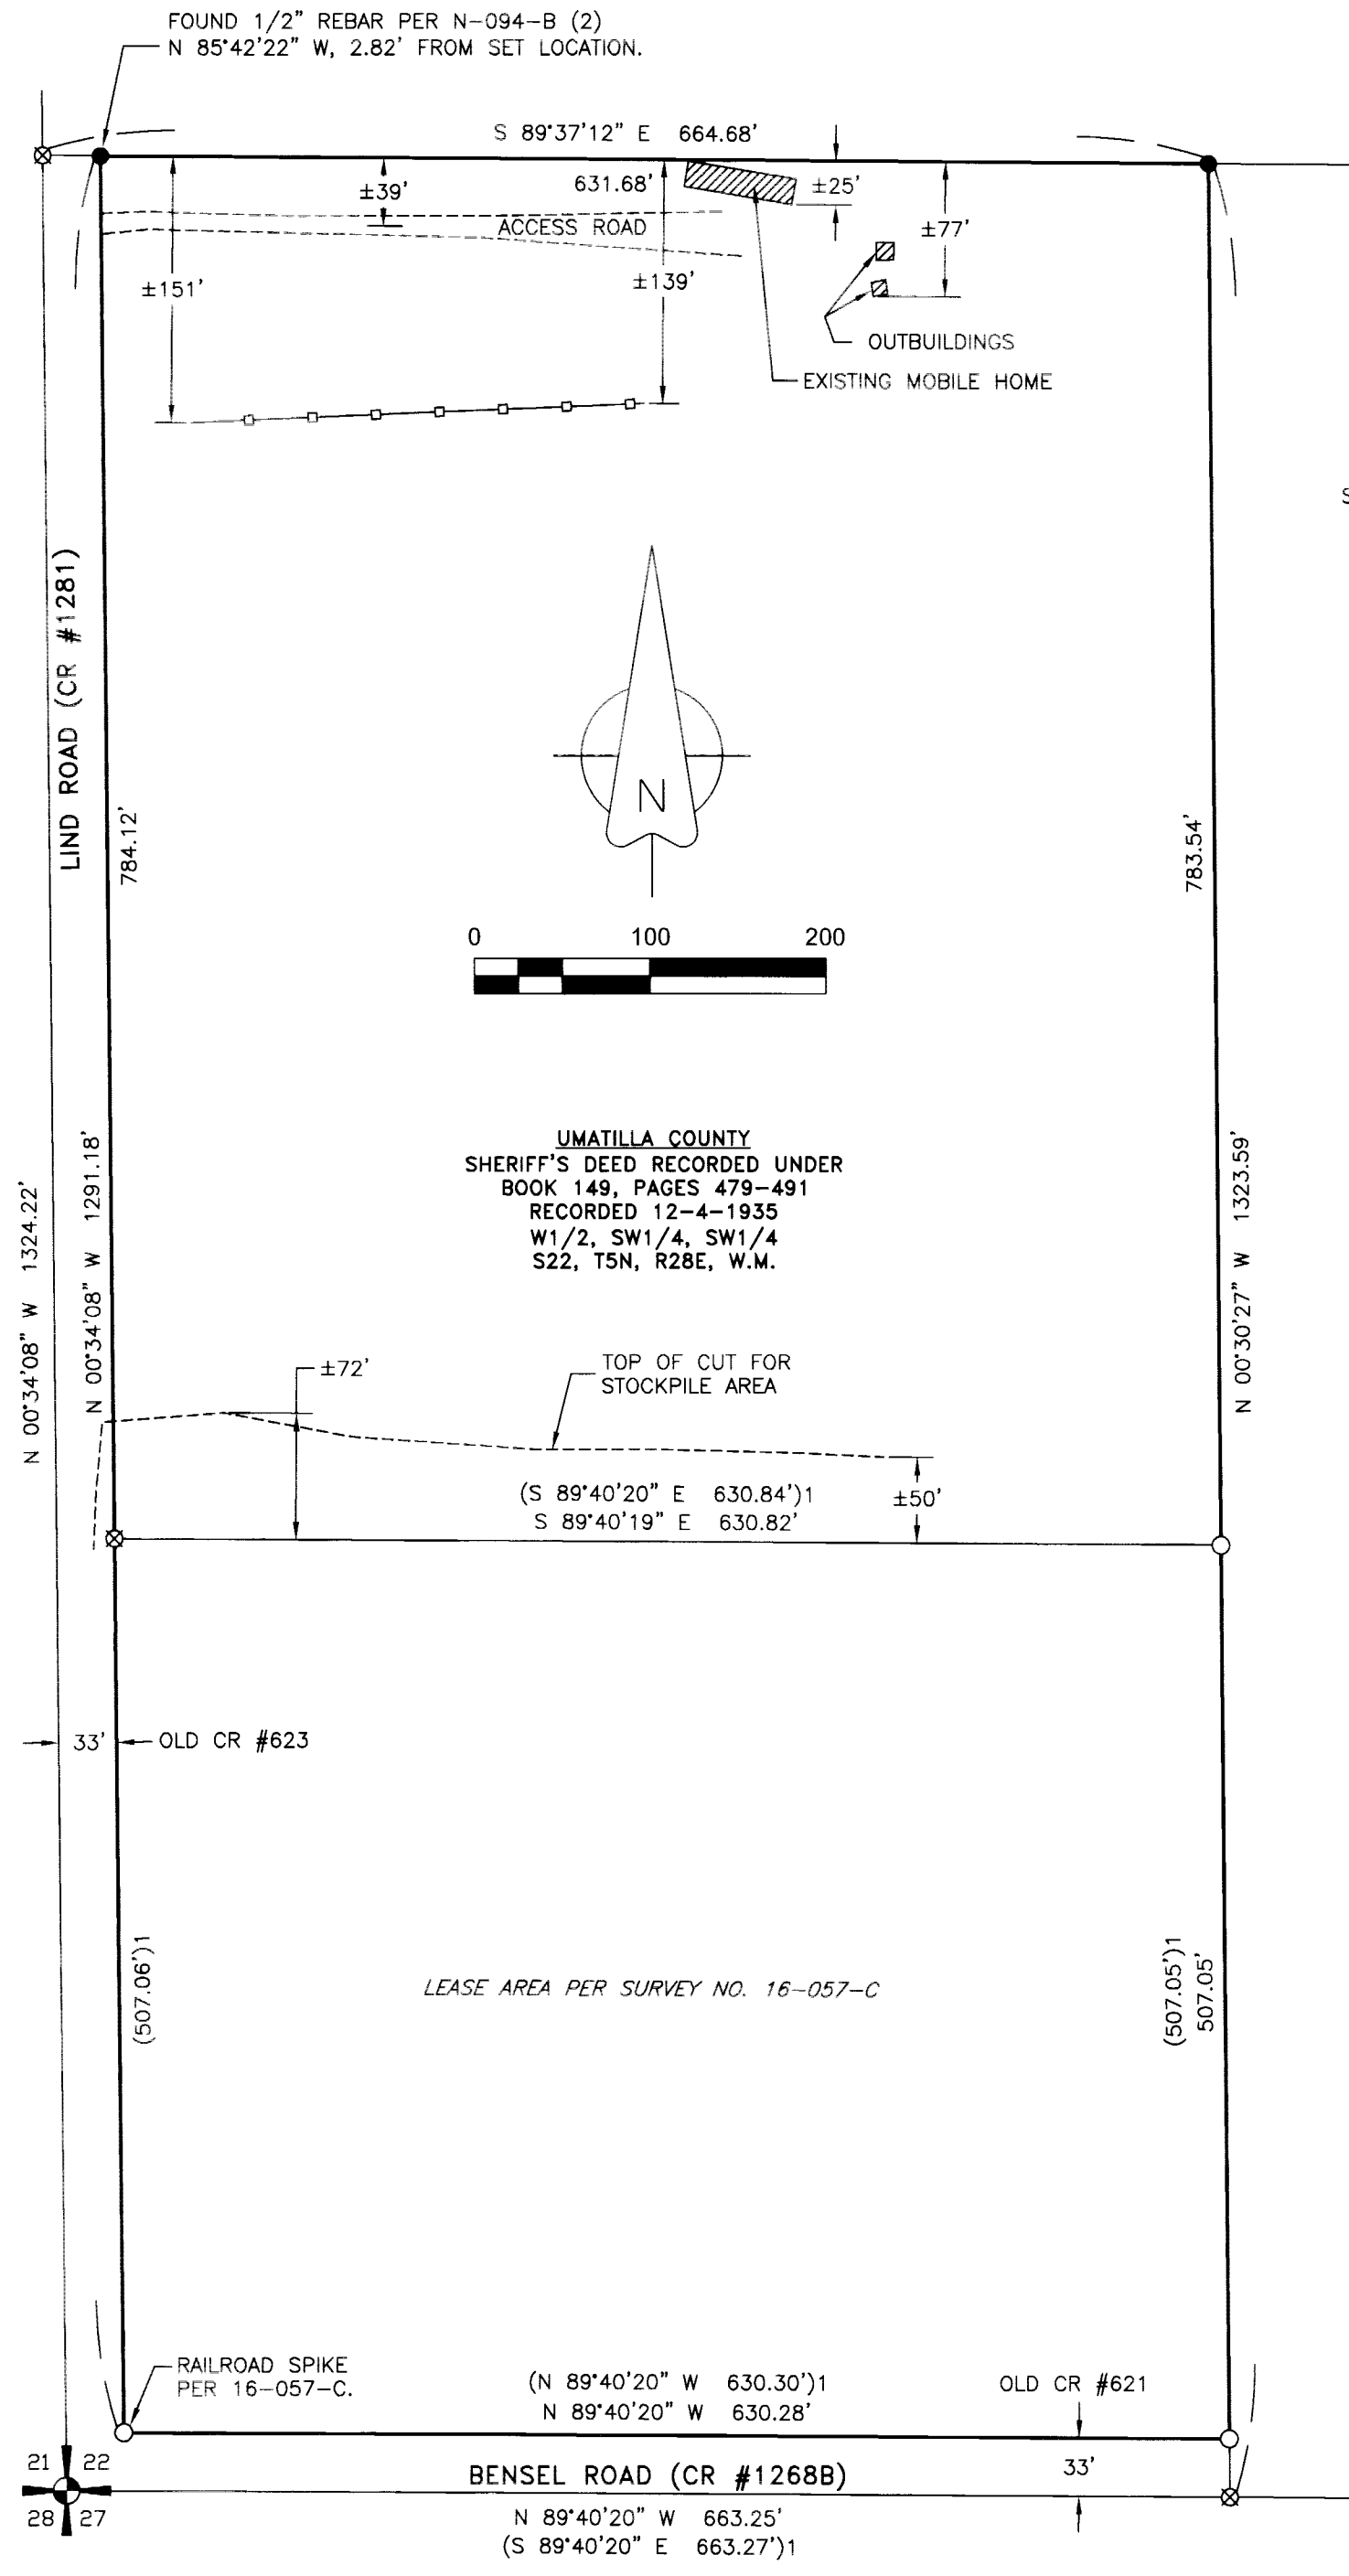 FOUND 1/2" REBAR PER N-094-B (2)
N 85°42'22" W, 2.82' FROM SET LOCATION.
S 89°37'12" E 664.68'
±39'
631.68'
±25'
ACCESS ROAD
±77'
±151'
±139'
OUTBUILDINGS
EXISTING MOBILE HOME
S
LIND ROAD (CR #1281)
784.12'
783.54'
N
0 100 200
UMATILLA COUNTY
SHERIFF'S DEED RECORDED UNDER
BOOK 149, PAGES 479-491
RECORDED 12-4-1935
W1/2, SW1/4, SW1/4
S22, T5N, R28E, W.M.
N 00°34'08" W 1324.22'
N 00°34'08" W 1291.18'
N 00°30'27" W 1323.59'
±72'
TOP OF CUT FOR
STOCKPILE AREA
(S 89°40'20" E 630.84')1
S 89°40'19" E 630.82'
±50'
33'
OLD CR #623
(507.06')1
LEASE AREA PER SURVEY NO. 16-057-C
(507.05')1
507.05'
RAILROAD SPIKE
PER 16-057-C.
(N 89°40'20" W 630.30')1
N 89°40'20" W 630.28'
OLD CR #621
21 22
28 27
BENSEL ROAD (CR #1268B)
33'
N 89°40'20" W 663.25'
(S 89°40'20" E 663.27')1